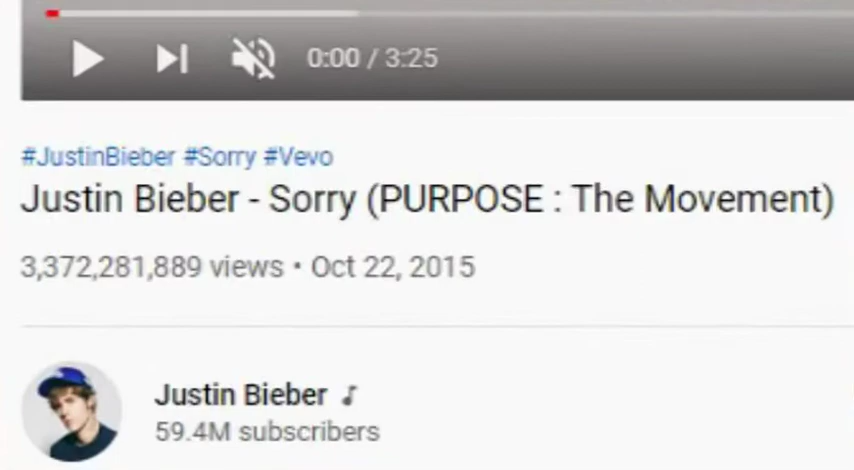 0:00 / 3:25
#JustinBieber #Sorry #Vevo
Justin Bieber - Sorry (PURPOSE : The Movement)
3,372,281,889 views • Oct 22, 2015
Justin Bieber ♪
59.4M subscribers